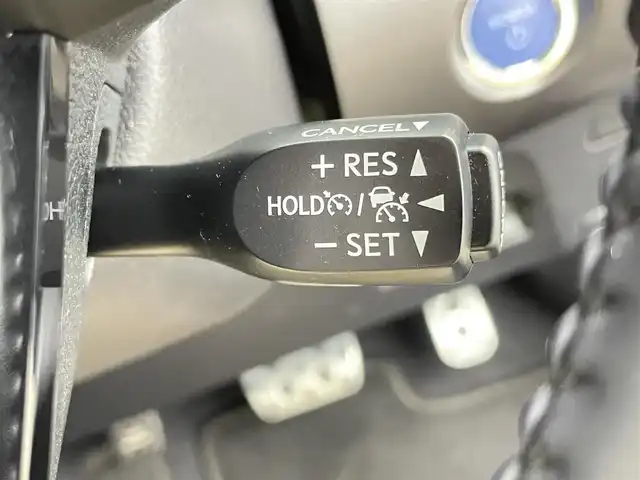 CANCEL▼
+ RES ▲
HOLD / ◀
– SET ▼